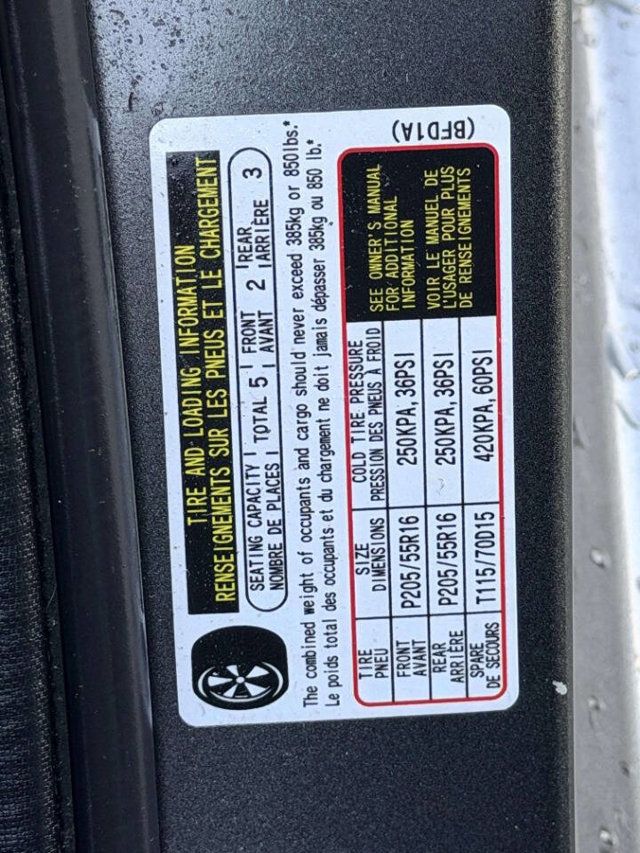 TIRE AND LOADING INFORMATION
RENSEIGNEMENTS SUR LES PNEUS ET LE CHARGEMENT
SEATING CAPACITY TOTAL 5 FRONT 2 REAR 3
NOMBRE DE PLACES AVANT ARRIÈRE
The combined weight of occupants and cargo should never exceed 385kg or 850lbs.*
Le poids total des occupants et du chargement ne doit jamais dépasser 385kg ou 850 lb.*
TIRE SIZE COLD TIRE PRESSURE
PNEU DIMENSIONS PRESSION DES PNEUS À FROID
FRONT P205/55R16 250KPA, 36PSI
AVANT
REAR P205/55R16 250KPA, 36PSI
ARRIÈRE
SPARE T115/70D15 420KPA, 60PSI
DE SECOURS
SEE OWNER'S MANUAL
FOR ADDITIONAL
INFORMATION
VOIR LE MANUEL DE
L'USAGER POUR PLUS
DE RENSEIGNEMENTS
(BFD1A)